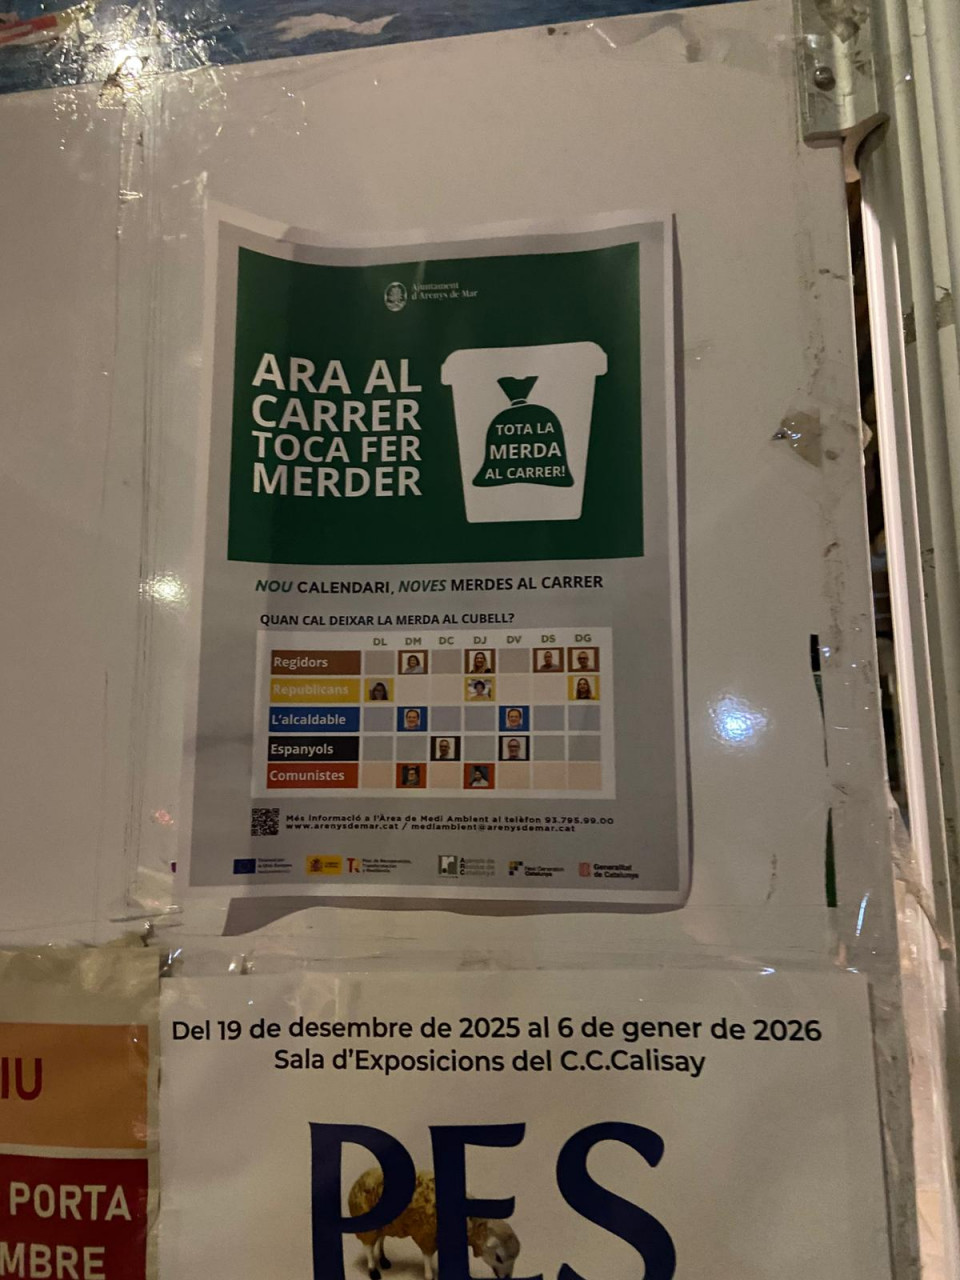 Ajuntament
d'Arenys de Mar
ARA AL
CARRER
TOCA FER
MERDER
TOTA LA
MERDA
AL CARRER!
NOU CALENDARI, NOVES MERDES AL CARRER
QUAN CAL DEIXAR LA MERDA AL CUBELL?
DL DM DC DJ DV DS DG
Regidors
Republicans
L'alcaldable
Espanyols
Comunistes
Més informació a l'Àrea de Medi Ambient al telèfon 93.795.99.00
www.arenysdemar.cat / mediambient@arenysdemar.cat
Generalitat
de Catalunya
Del 19 de desembre de 2025 al 6 de gener de 2026
Sala d'Exposicions del C.C.Calisay
PES
IU
PORTA
MBRE